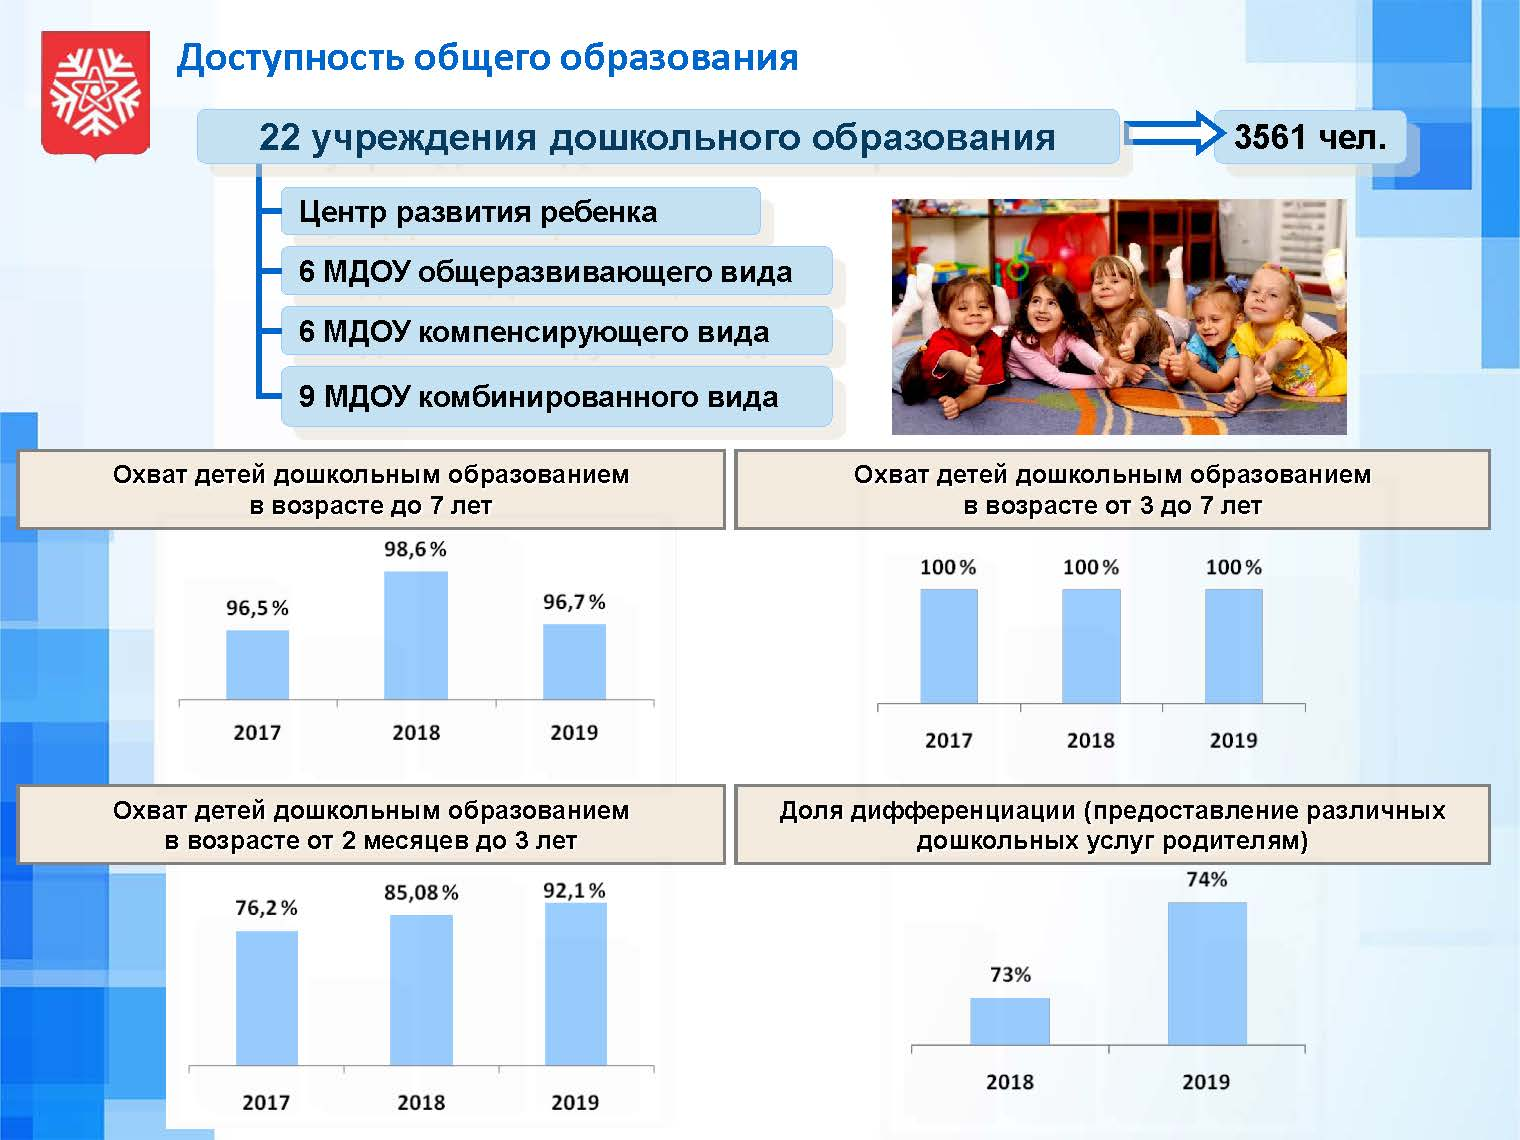 Доступность общего образования
22 учреждения дошкольного образования
3561 чел.
Центр развития ребенка
6 МДОУ общеразвивающего вида
6 МДОУ компенсирующего вида
9 МДОУ комбинированного вида
Охват детей дошкольным образованием
в возрасте до 7 лет
96,5 %
98,6 %
96,7 %
2017
2018
2019
Охват детей дошкольным образованием
в возрасте от 3 до 7 лет
100 %
100 %
100 %
2017
2018
2019
Охват детей дошкольным образованием
в возрасте от 2 месяцев до 3 лет
76,2 %
85,08 %
92,1 %
2017
2018
2019
Доля дифференциации (предоставление различных
дошкольных услуг родителям)
73%
74%
2018
2019